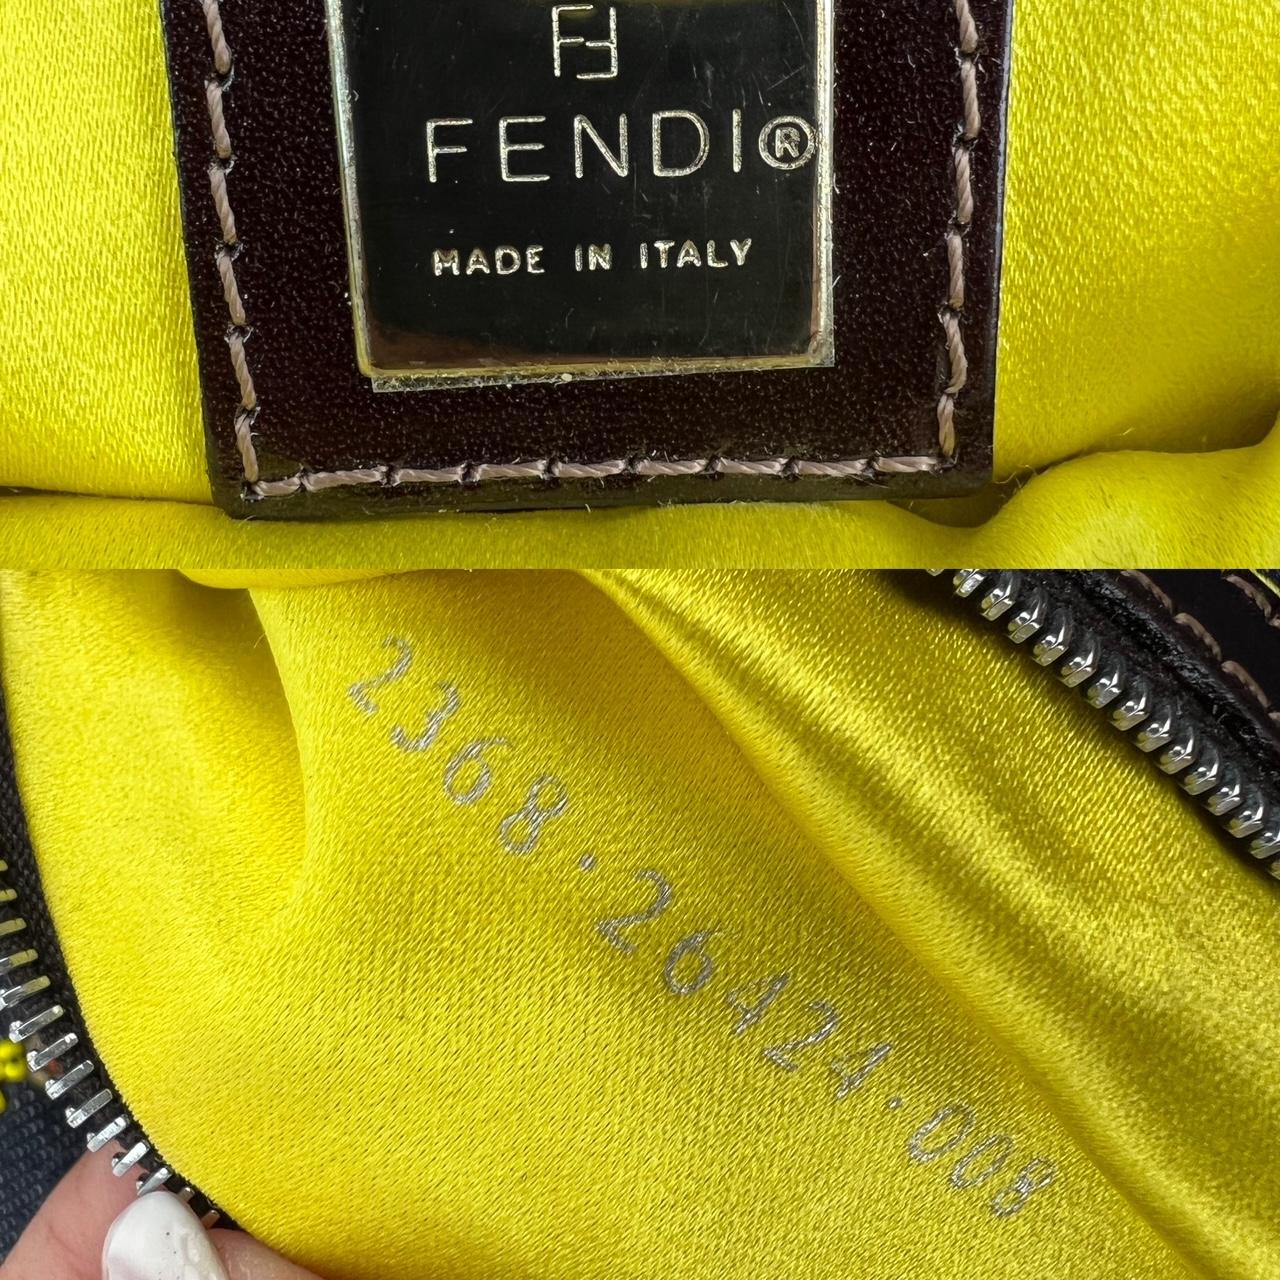 FF
FENDI®
MADE IN ITALY
2368·26424·008